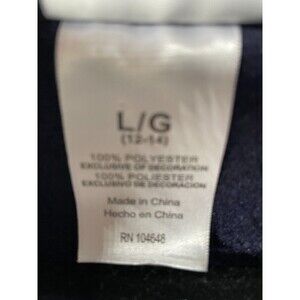 L/G
(12-14)
100% POLYESTER
EXCLUSIVE OF DECORATION
100% POLIESTER
EXCLUSIVO DE DECORACIÓN
Made in China
Hecho en China
RN 104648